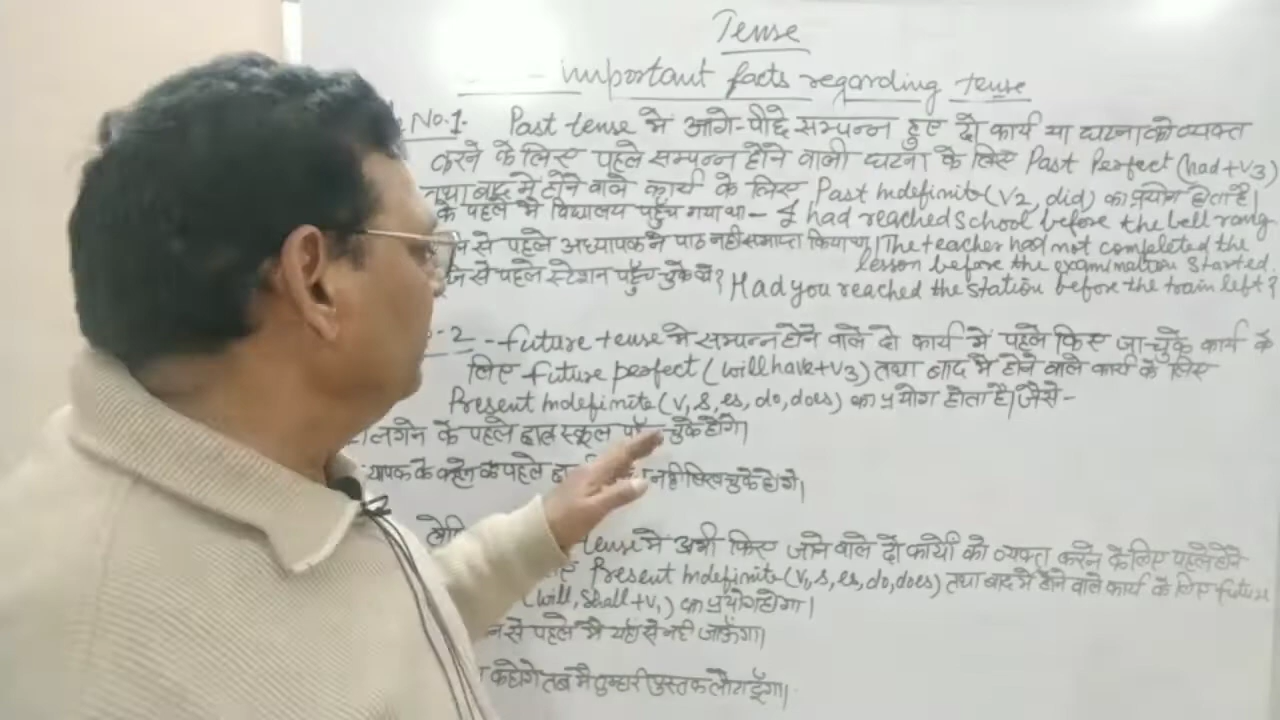 Tense
important facts regarding tense
No.1. Past tense में आगे-पीछे सम्पन्न हुए दो कार्य या घटना को व्यक्त
करने के लिए पहले सम्पन्न होने वाली घटना के लिए Past Perfect (had+v3)
तथा बाद में होने वाले कार्य के लिए Past Indefinite (v2, did) का प्रयोग होता है।
के पहले मैं विद्यालय पहुँच गया था - I had reached school before the bell rang
से पहले अध्यापक ने पाठ नहीं समाप्त किया था। The teacher had not completed the
lesson before the examination started.
से पहले स्टेशन पहुँच चुके थे? Had you reached the station before the train left?
-2 - future tense में सम्पन्न होने वाले दो कार्य में पहले किए जा-चुके कार्य के
लिए future perfect (will have+v3) तथा बाद में होने वाले कार्य के लिए
Present Indefinite (v, s, es, do, does) का प्रयोग होता है। जैसे-
लगने के पहले छात्र स्कूल चुके होंगे।
के कहने के पहले चुके होंगे।
tense में अभी किए जाने वाले दो कार्यों को व्यक्त करने के लिए पहले होने
Present Indefinite (v, s, es, do, does) तथा बाद में होने वाले कार्य के लिए future
(will, shall+v1) का प्रयोग होगा।
से पहले मैं यहाँ से नहीं जाऊँगा।
कहोगे तब मैं तुम्हारी पुस्तक लौटा दूँगा।